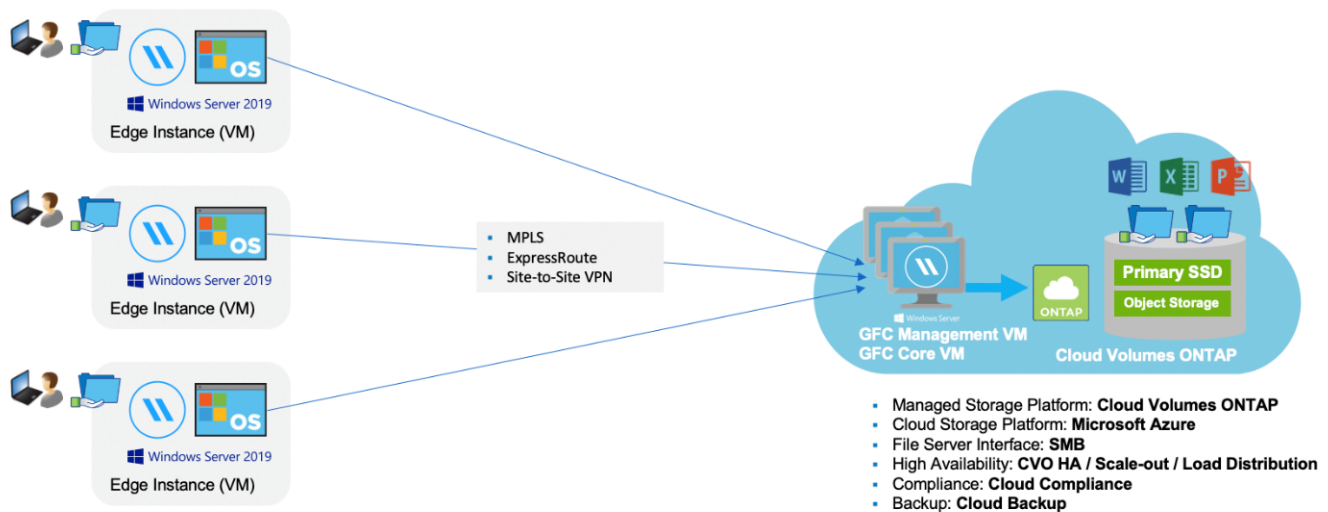 OS
Windows Server 2019
Edge Instance (VM)
OS
Windows Server 2019
Edge Instance (VM)
OS
Windows Server 2019
Edge Instance (VM)
▪ MPLS
▪ ExpressRoute
▪ Site-to-Site VPN
W
X
P
Windows Server
GFC Management VM
GFC Core VM
ONTAP
Primary SSD
Object Storage
Cloud Volumes ONTAP
▪ Managed Storage Platform: Cloud Volumes ONTAP
▪ Cloud Storage Platform: Microsoft Azure
▪ File Server Interface: SMB
▪ High Availability: CVO HA / Scale-out / Load Distribution
▪ Compliance: Cloud Compliance
▪ Backup: Cloud Backup